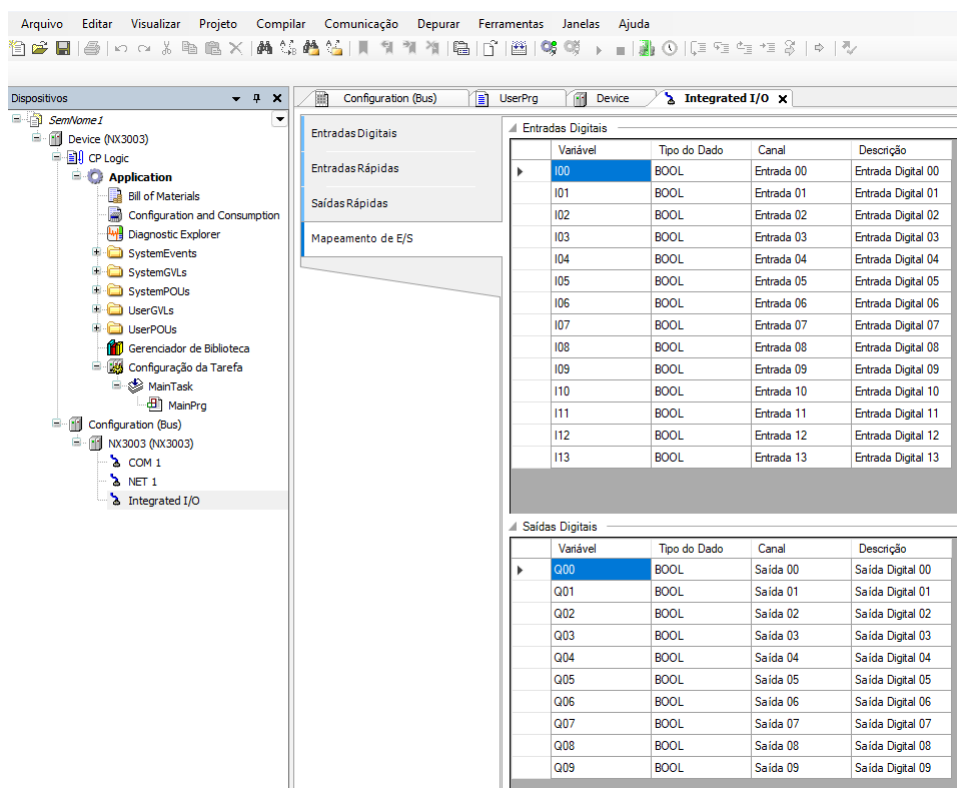 Arquivo Editar Visualizar Projeto Compilar Comunicação Depurar Ferramentas Janelas Ajuda
Dispositivos
SemNome1
Device (NX3003)
CP Logic
Application
Bill of Materials
Configuration and Consumption
Diagnostic Explorer
SystemEvents
SystemGVLs
SystemPOUs
UserGVLs
UserPOUs
Gerenciador de Biblioteca
Configuração da Tarefa
MainTask
MainPrg
Configuration (Bus)
NX3003 (NX3003)
COM 1
NET 1
Integrated I/O
Configuration (Bus) UserPrg Device Integrated I/O
Entradas Digitais
Entradas Rápidas
Saídas Rápidas
Mapeamento de E/S
Entradas Digitais
Variável Tipo do Dado Canal Descrição
I00 BOOL Entrada 00 Entrada Digital 00
I01 BOOL Entrada 01 Entrada Digital 01
I02 BOOL Entrada 02 Entrada Digital 02
I03 BOOL Entrada 03 Entrada Digital 03
I04 BOOL Entrada 04 Entrada Digital 04
I05 BOOL Entrada 05 Entrada Digital 05
I06 BOOL Entrada 06 Entrada Digital 06
I07 BOOL Entrada 07 Entrada Digital 07
I08 BOOL Entrada 08 Entrada Digital 08
I09 BOOL Entrada 09 Entrada Digital 09
I10 BOOL Entrada 10 Entrada Digital 10
I11 BOOL Entrada 11 Entrada Digital 11
I12 BOOL Entrada 12 Entrada Digital 12
I13 BOOL Entrada 13 Entrada Digital 13
Saídas Digitais
Variável Tipo do Dado Canal Descrição
Q00 BOOL Saída 00 Saída Digital 00
Q01 BOOL Saída 01 Saída Digital 01
Q02 BOOL Saída 02 Saída Digital 02
Q03 BOOL Saída 03 Saída Digital 03
Q04 BOOL Saída 04 Saída Digital 04
Q05 BOOL Saída 05 Saída Digital 05
Q06 BOOL Saída 06 Saída Digital 06
Q07 BOOL Saída 07 Saída Digital 07
Q08 BOOL Saída 08 Saída Digital 08
Q09 BOOL Saída 09 Saída Digital 09